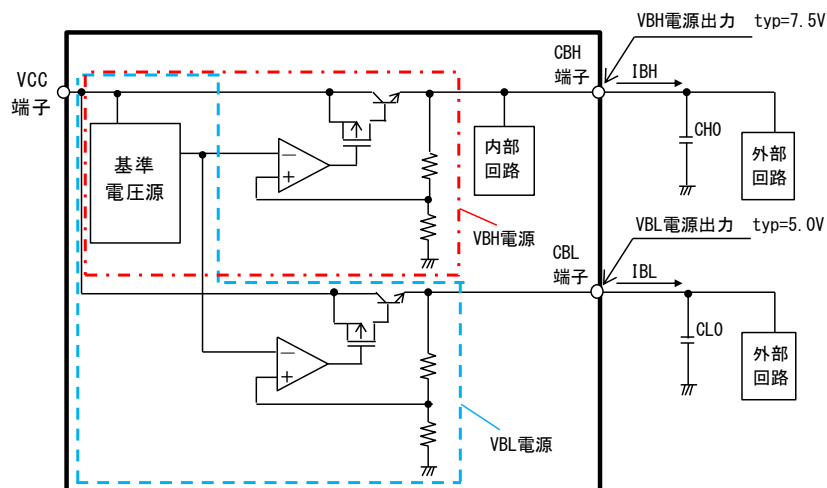 VBH電源出力 typ=7.5V
CBH
端子
IBH
VCC
端子
CHO
外部
回路
基準
電圧源
−
+
内部
回路
VBH電源
VBL電源出力 typ=5.0V
CBL
端子
IBL
CLO
外部
回路
−
+
VBL電源